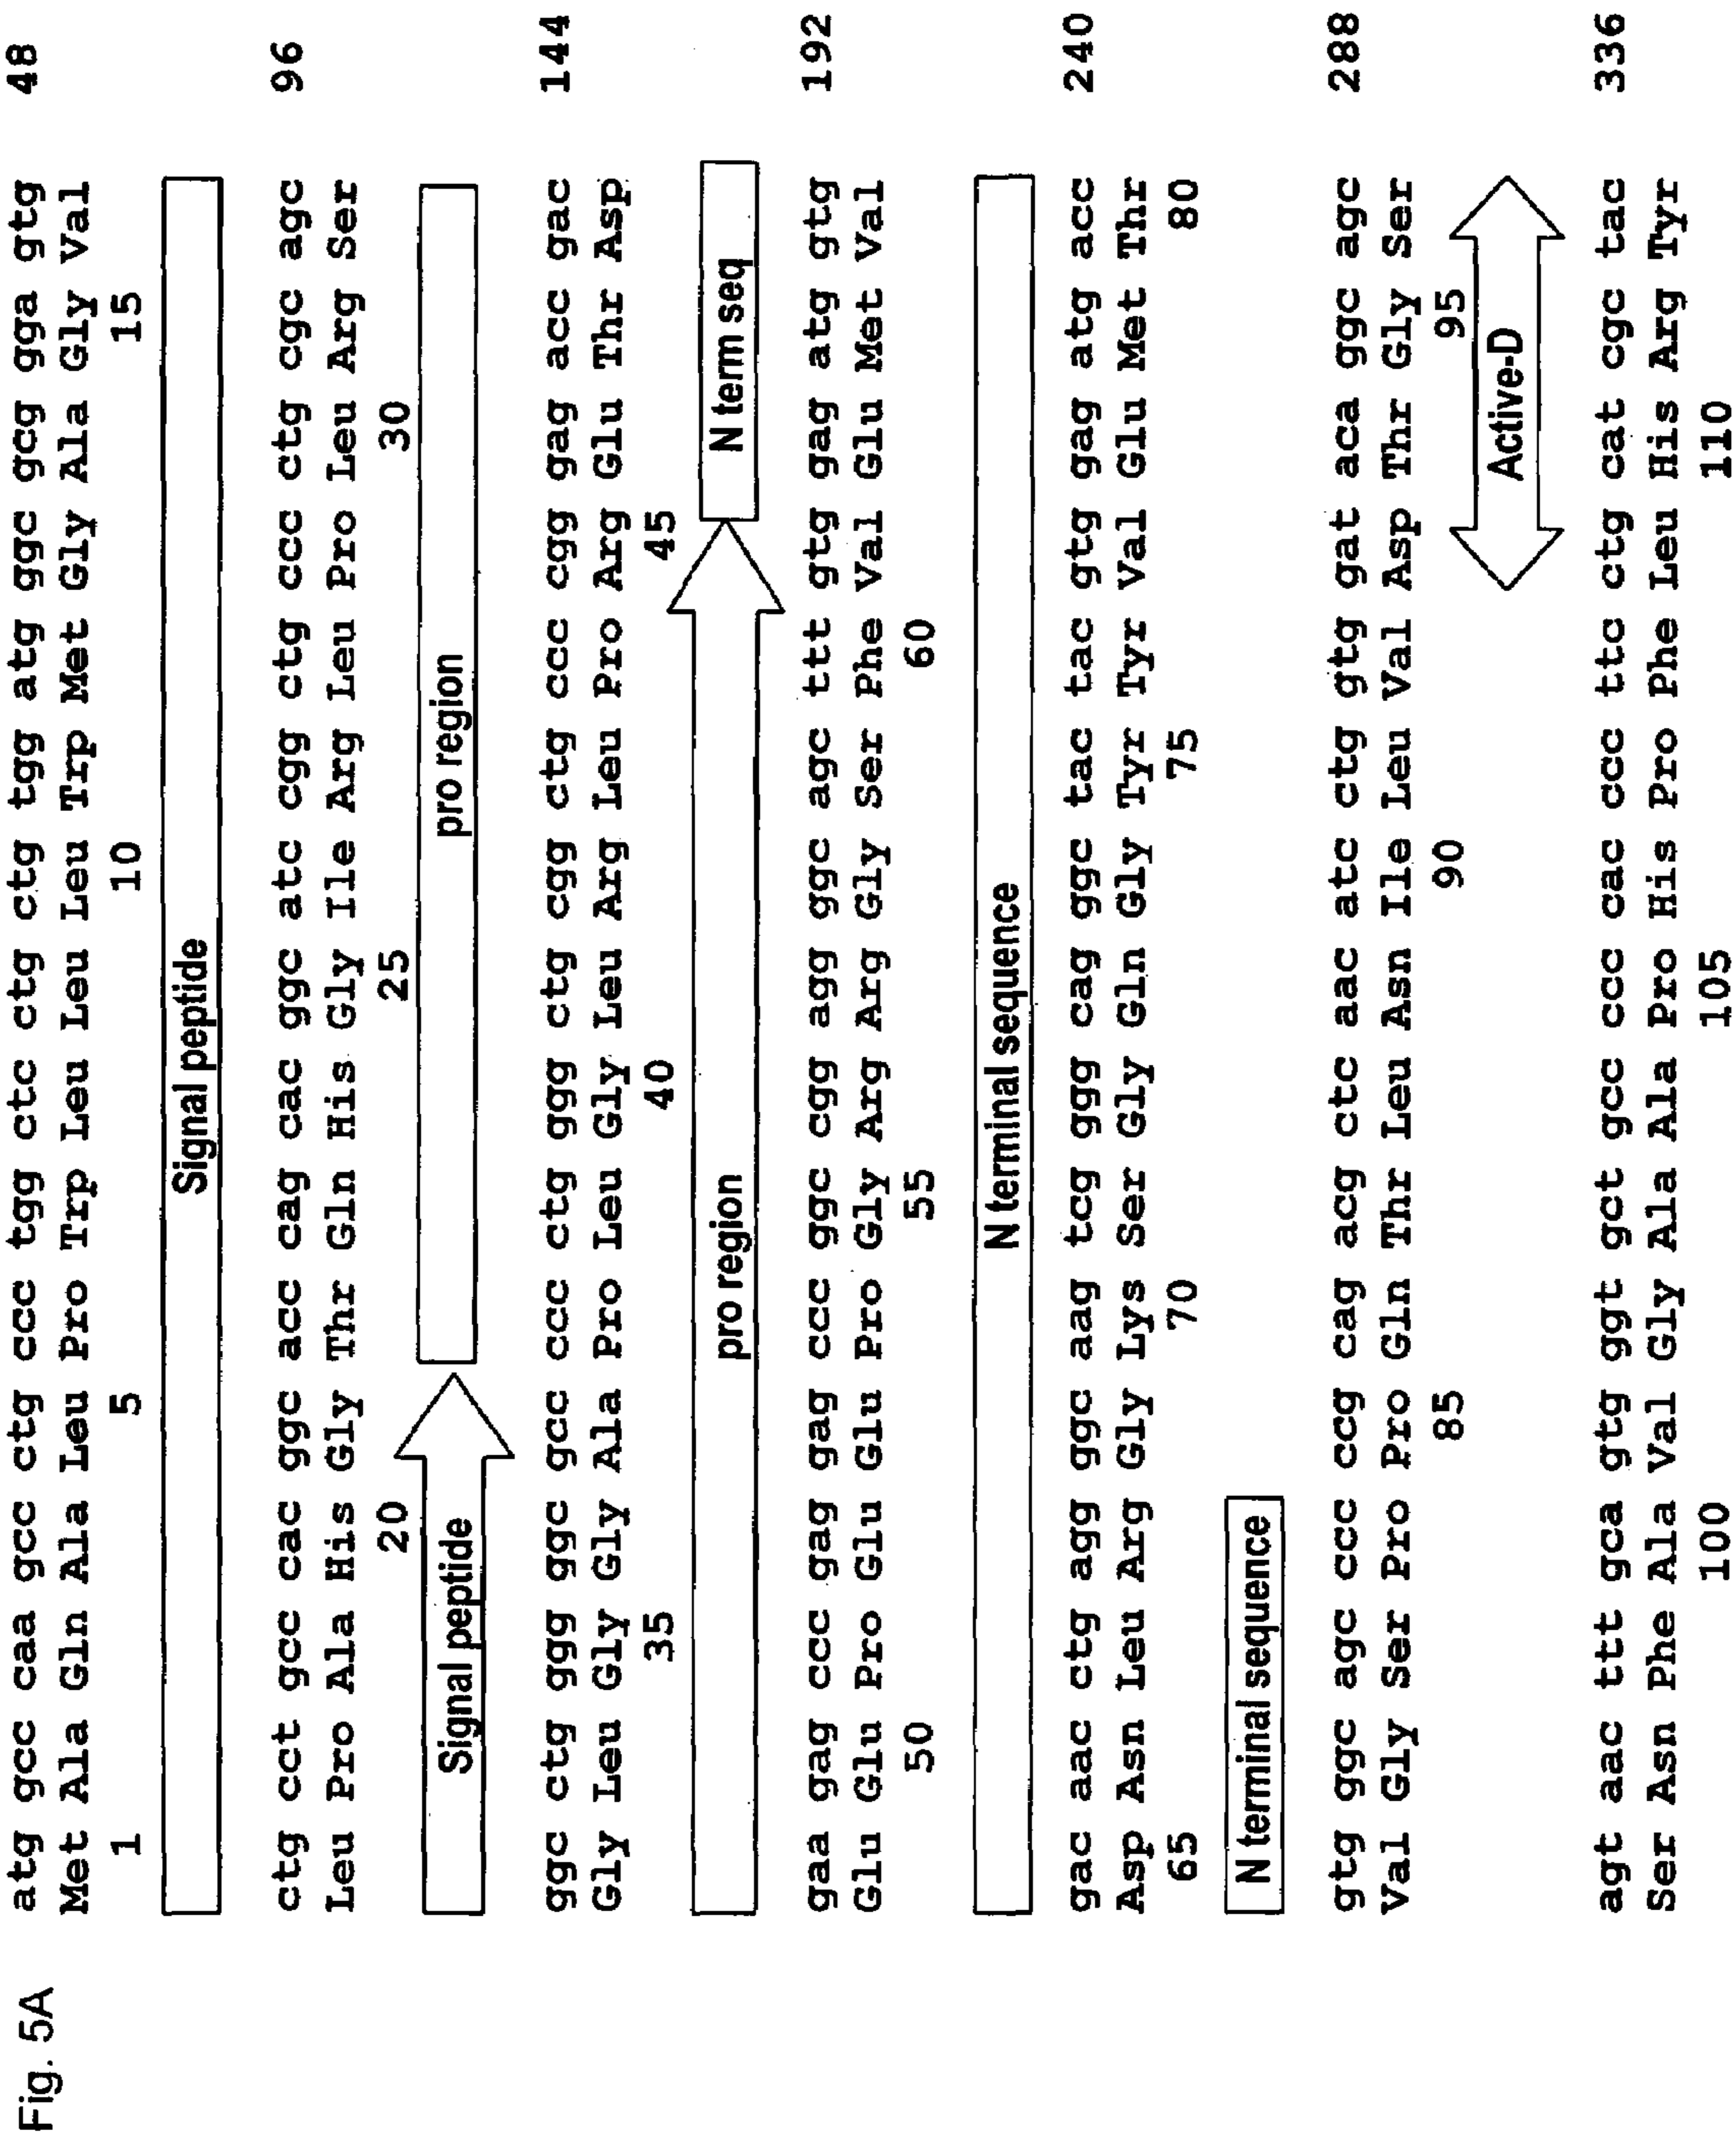 Fig. 5A
atg gcc caa gcc ctg ccc tgg ctc ctg ctg tgg atg ggc gcg gga gtg 48
Met Ala Gln Ala Leu Pro Trp Leu Leu Leu Trp Met Gly Ala Gly Val
1 5 10 15
Signal peptide
ctg cct gcc cac ggc acc cag cac ggc atc cgg ctg ccc ctg cgc agc 96
Leu Pro Ala His Gly Thr Gln His Gly Ile Arg Leu Pro Leu Arg Ser
20 25 30
Signal peptide pro region
ggc ctg ggg ggc gcc ccc ctg ggg ctg cgg ctg ccc cgg gag acc gac 144
Gly Leu Gly Gly Ala Pro Leu Gly Leu Arg Leu Pro Arg Glu Thr Asp
35 40 45
pro region N term seq
gaa gag ccc gag gag ccc ggc cgg agg ggc agc ttt gtg gag atg gtg 192
Glu Glu Pro Glu Glu Pro Gly Arg Arg Gly Ser Phe Val Glu Met Val
50 55 60
N terminal sequence
gac aac ctg agg ggc aag tcg ggg cag ggc tac tac gtg gag atg acc 240
Asp Asn Leu Arg Gly Lys Ser Gly Gln Gly Tyr Tyr Val Glu Met Thr
65 70 75 80
N terminal sequence
gtg ggc agc ccc ccg cag acg ctc aac atc ctg gtg gat aca ggc agc 288
Val Gly Ser Pro Pro Gln Thr Leu Asn Ile Leu Val Asp Thr Gly Ser
85 90 95
Active-D
agt aac ttt gca gtg ggt gct gcc ccc cac ccc ttc ctg cat cgc tac 336
Ser Asn Phe Ala Val Gly Ala Ala Pro His Pro Phe Leu His Arg Tyr
100 105 110